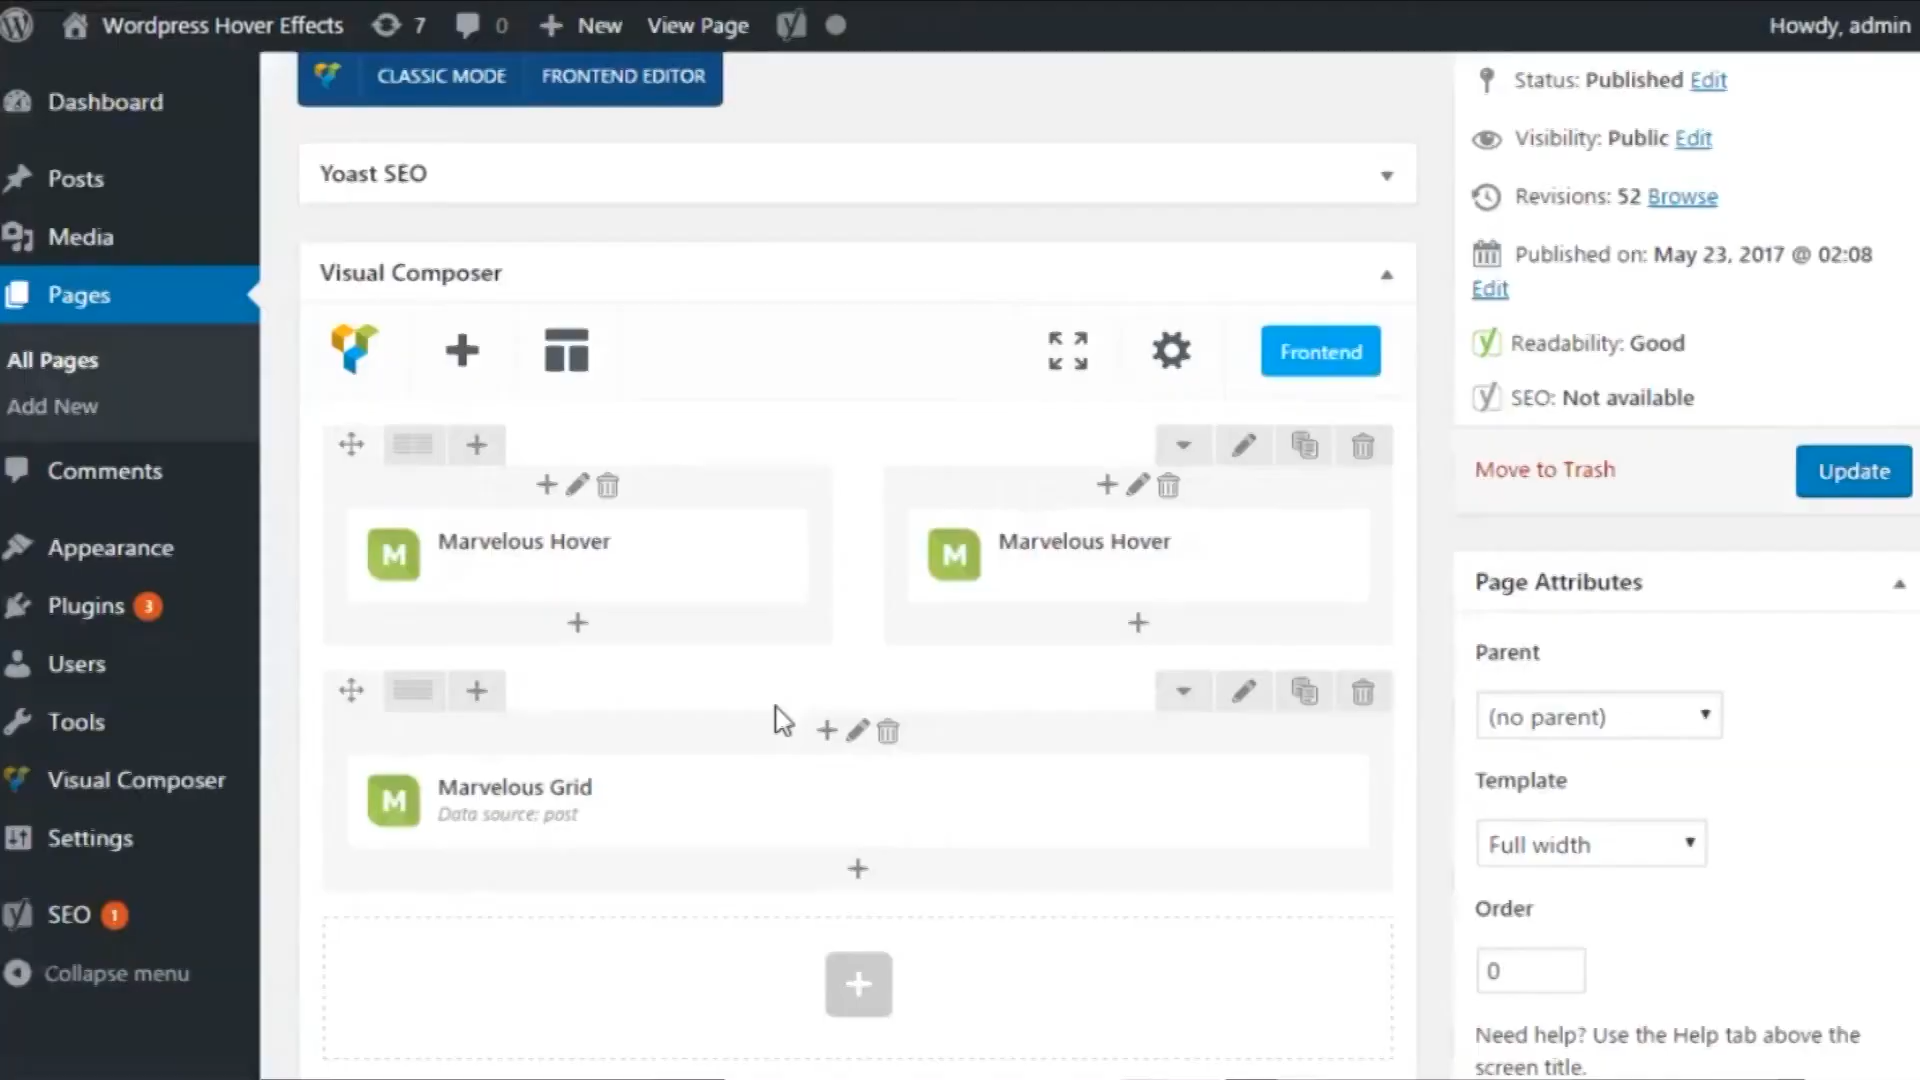 Wordpress Hover Effects
7
0
New
View Page
Howdy, admin
CLASSIC MODE
FRONTEND EDITOR
Dashboard
Posts
Media
Pages
All Pages
Add New
Comments
Appearance
Plugins 3
Users
Tools
Visual Composer
Settings
SEO 1
Collapse menu
Yoast SEO
Visual Composer
Frontend
M
Marvelous Hover
M
Marvelous Hover
M
Marvelous Grid
Data source: post
Status: Published Edit
Visibility: Public Edit
Revisions: 52 Browse
Published on: May 23, 2017 @ 02:08
Edit
Readability: Good
SEO: Not available
Move to Trash
Update
Page Attributes
Parent
(no parent)
Template
Full width
Order
0
Need help? Use the Help tab above the
screen title.